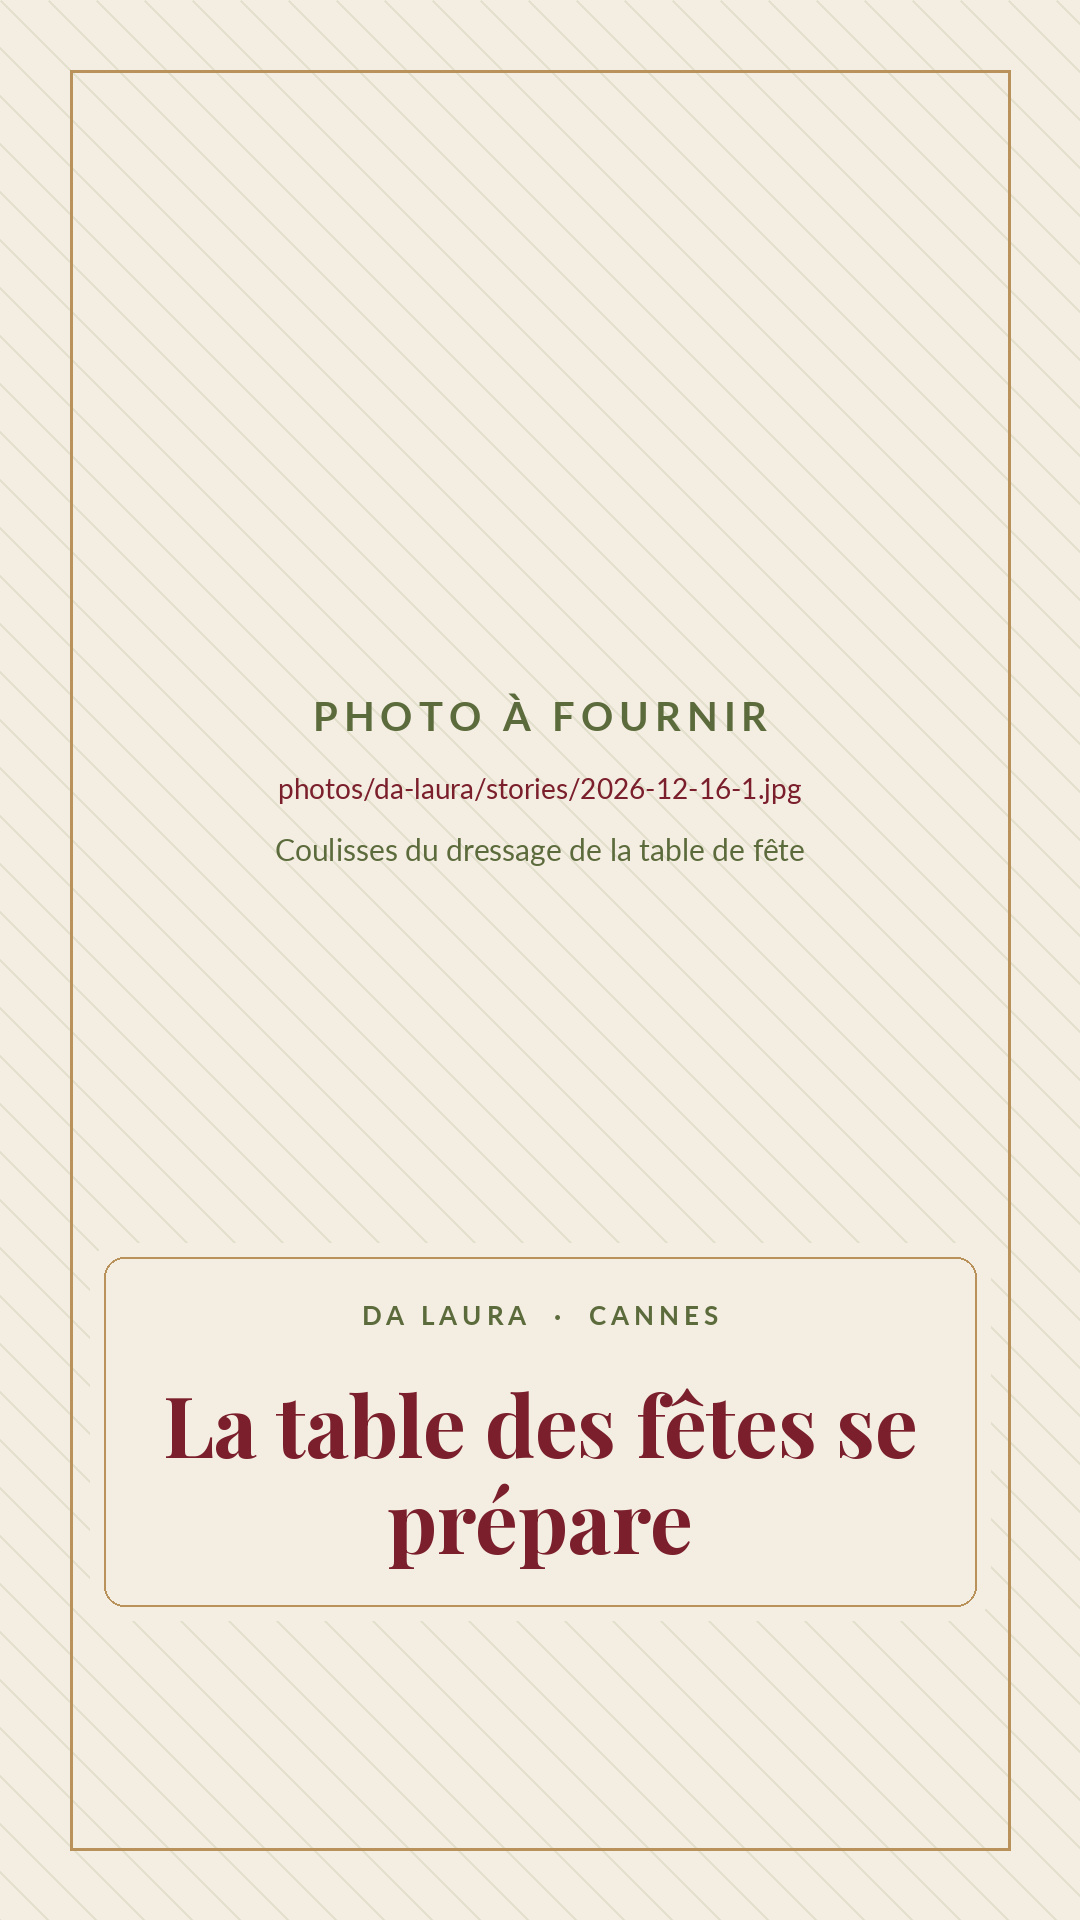 PHOTO À FOURNIR
photos/da-laura/stories/2026-12-16-1.jpg
Coulisses du dressage de la table de fête
DA LAURA · CANNES
La table des fêtes se
prépare